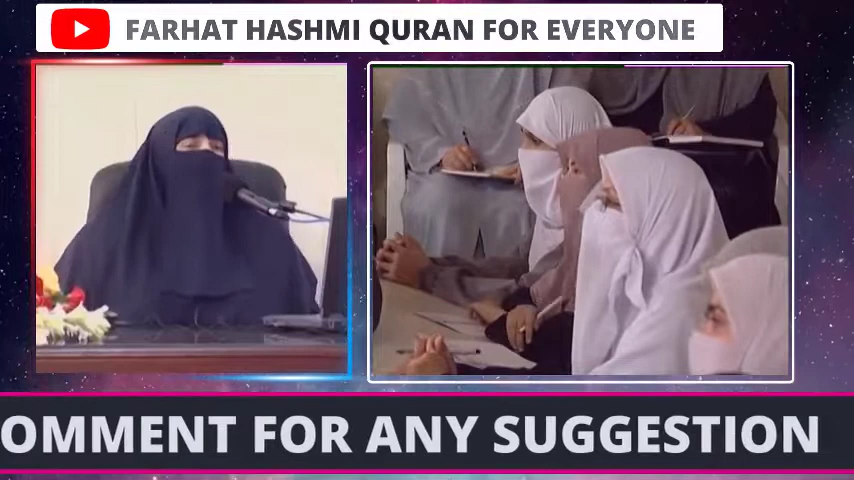 FARHAT HASHMI QURAN FOR EVERYONE
OMMENT FOR ANY SUGGESTION